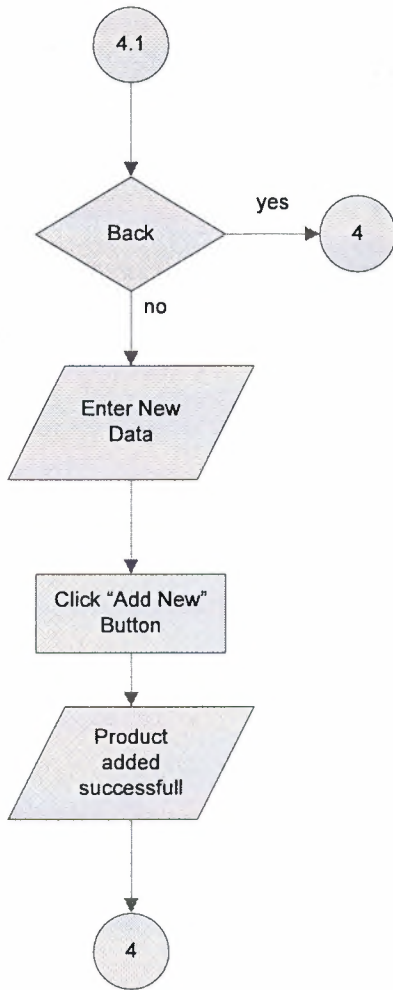 4.1
Back
yes
4
no
Enter New
Data
Click “Add New”
Button
Product
added
successfull
4